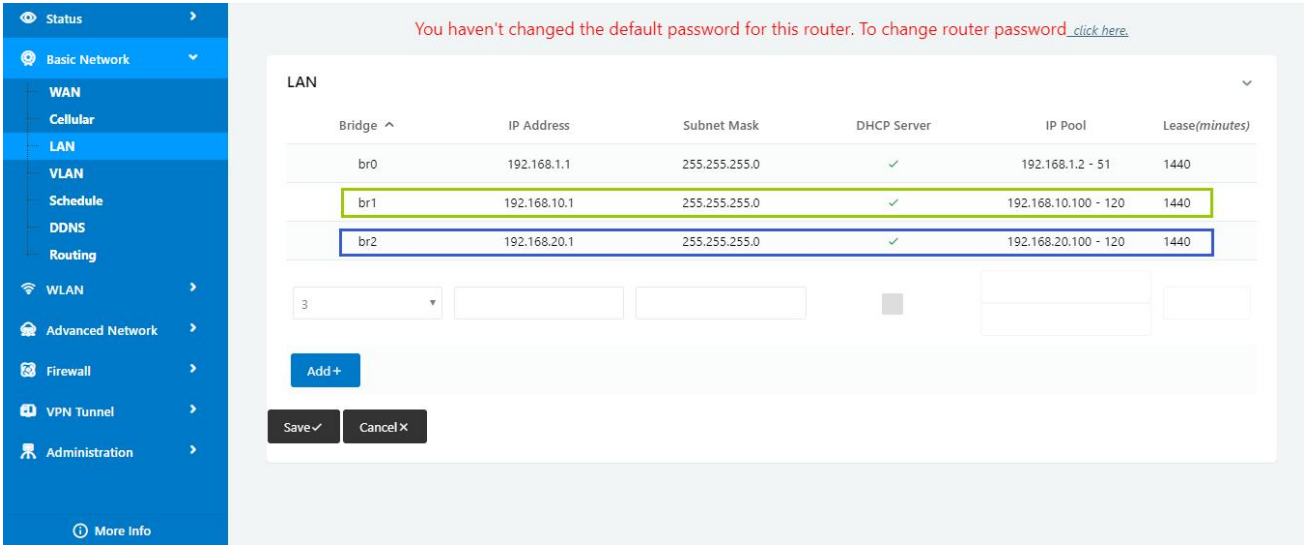 Status
You haven't changed the default password for this router. To change router password click here.
Basic Network
WAN
Cellular
LAN
VLAN
Schedule
DDNS
Routing
WLAN
Advanced Network
Firewall
VPN Tunnel
Administration
More Info
LAN
Bridge IP Address Subnet Mask DHCP Server IP Pool Lease(minutes)
br0 192.168.1.1 255.255.255.0 ✓ 192.168.1.2 - 51 1440
br1 192.168.10.1 255.255.255.0 ✓ 192.168.10.100 - 120 1440
br2 192.168.20.1 255.255.255.0 ✓ 192.168.20.100 - 120 1440
3
Add+
Save✓ Cancel×